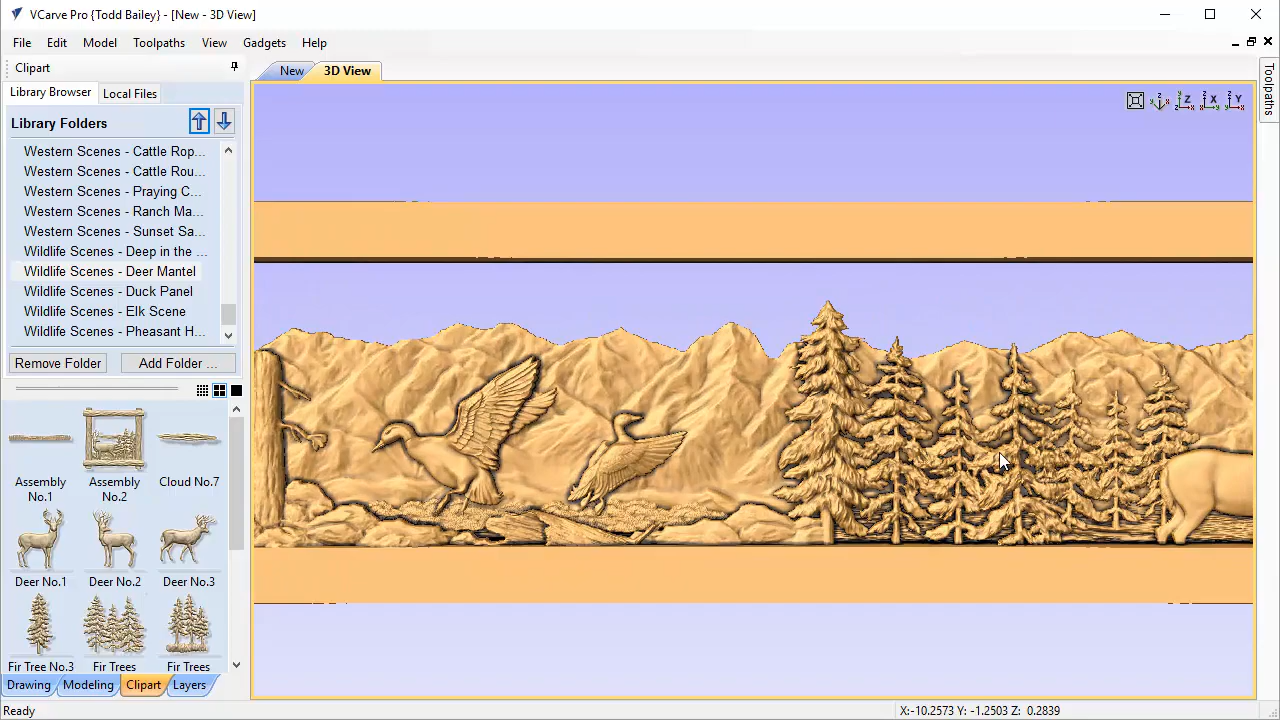 VCarve Pro {Todd Bailey} - [New - 3D View]
File Edit Model Toolpaths View Gadgets Help
Clipart
Library Browser Local Files
Library Folders
Western Scenes - Cattle Rop...
Western Scenes - Cattle Rou...
Western Scenes - Praying C...
Western Scenes - Ranch Ma...
Western Scenes - Sunset Sa...
Wildlife Scenes - Deep in the ...
Wildlife Scenes - Deer Mantel
Wildlife Scenes - Duck Panel
Wildlife Scenes - Elk Scene
Wildlife Scenes - Pheasant H...
Remove Folder Add Folder ...
Assembly No.1
Assembly No.2
Cloud No.7
Deer No.1 Deer No.2 Deer No.3
Fir Tree No.3 Fir Trees Fir Trees
Drawing Modeling Clipart Layers
New 3D View
Z X Y
Toolpaths
Ready
X:-10.2573 Y: -1.2503 Z: 0.2839